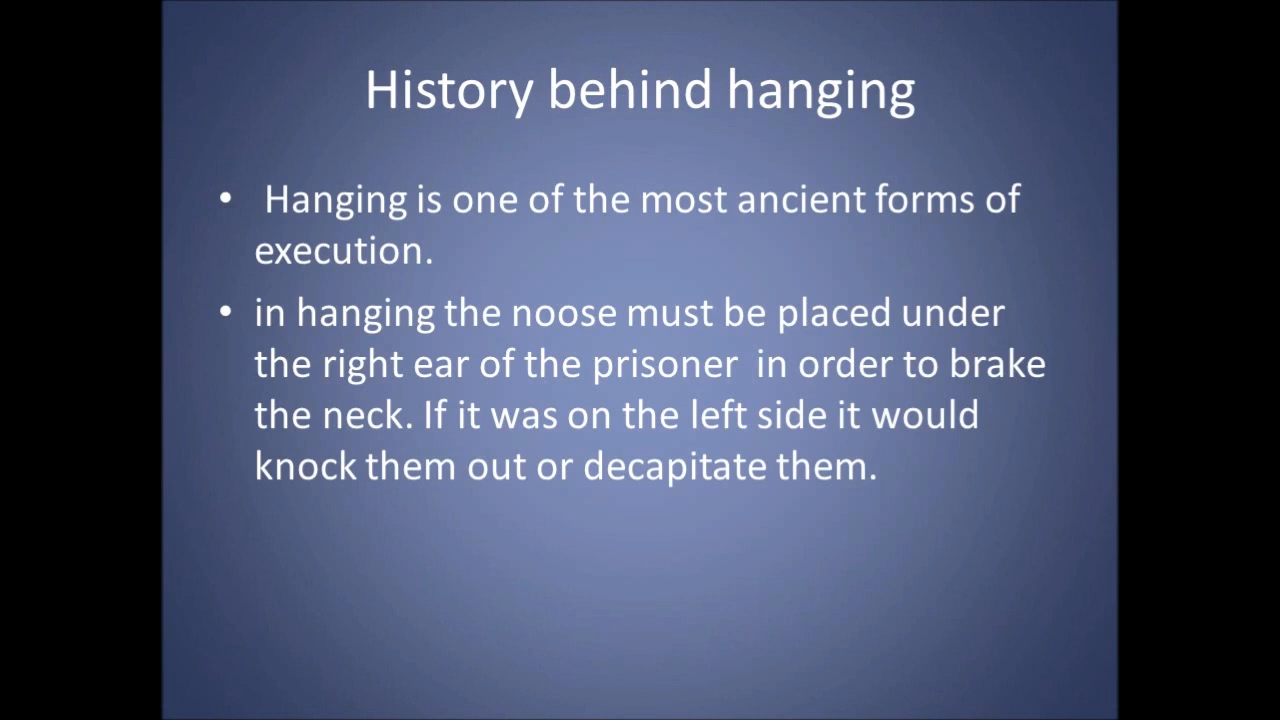 History behind hanging
• Hanging is one of the most ancient forms of
execution.
• in hanging the noose must be placed under
the right ear of the prisoner  in order to brake
the neck. If it was on the left side it would
knock them out or decapitate them.